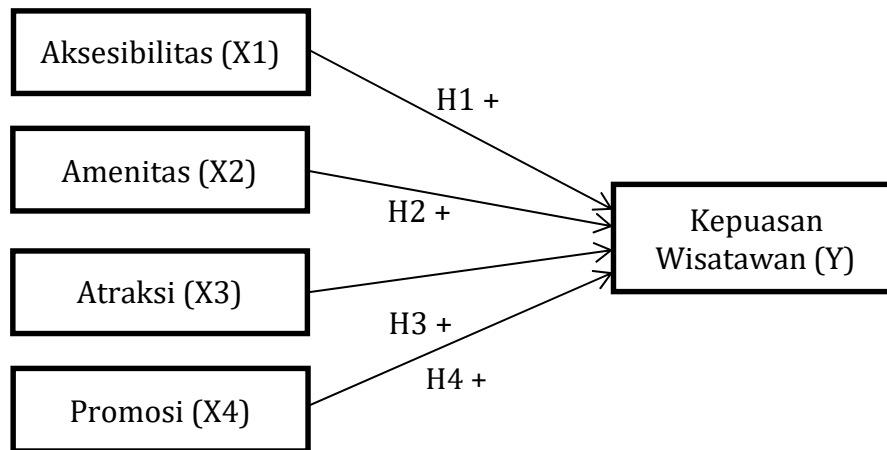 Aksesibilitas (X1)
H1 +
Amenitas (X2)
H2 +
Kepuasan
Wisatawan (Y)
Atraksi (X3)
H3 +
H4 +
Promosi (X4)